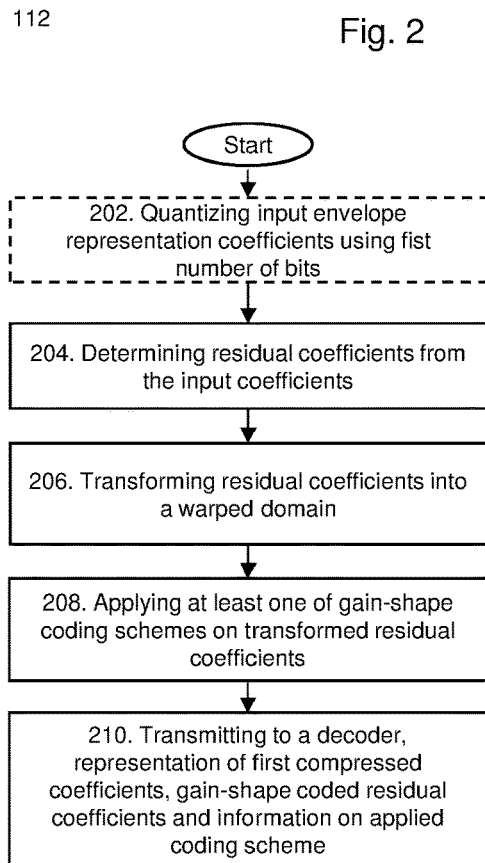 112
Fig. 2
Start
202. Quantizing input envelope
representation coefficients using fist
number of bits
204. Determining residual coefficients from
the input coefficients
206. Transforming residual coefficients into
a warped domain
208. Applying at least one of gain-shape
coding schemes on transformed residual
coefficients
210. Transmitting to a decoder,
representation of first compressed
coefficients, gain-shape coded residual
coefficients and information on applied
coding scheme